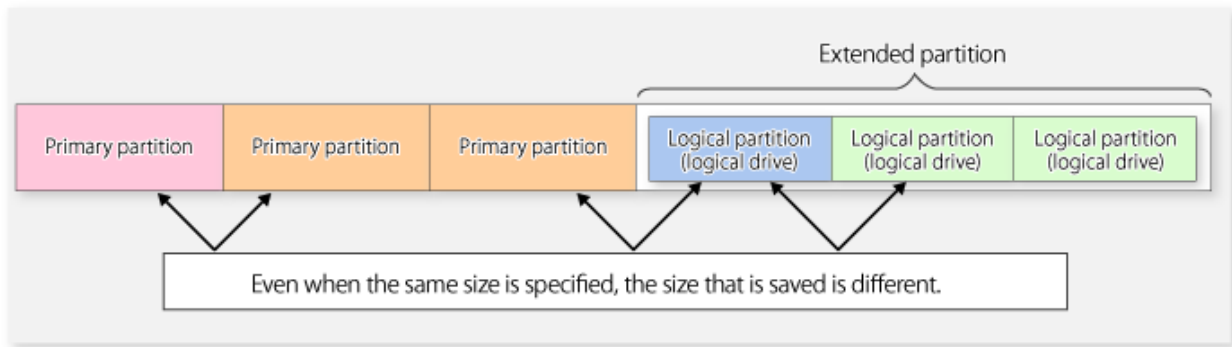 Extended partition
Primary partition
Primary partition
Primary partition
Logical partition
(logical drive)
Logical partition
(logical drive)
Logical partition
(logical drive)
Even when the same size is specified, the size that is saved is different.